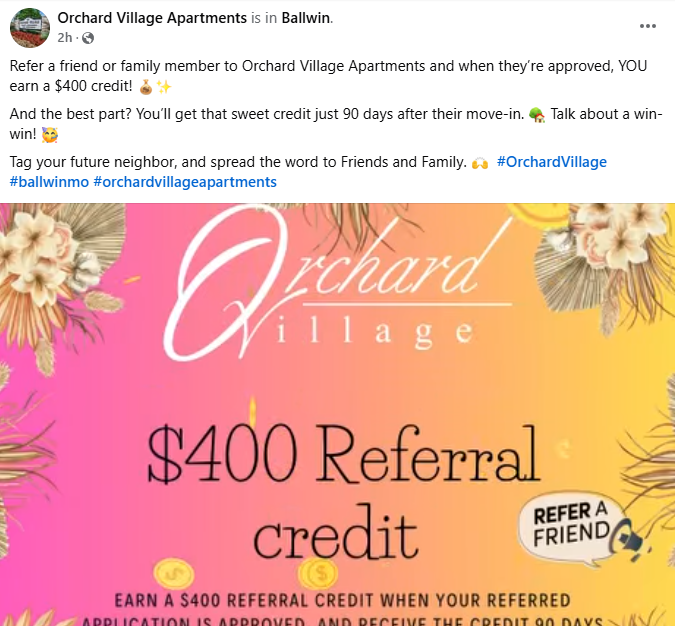 Orchard Village Apartments is in Ballwin.
2h ·
Refer a friend or family member to Orchard Village Apartments and when they're approved, YOU
earn a $400 credit! 💰✨
And the best part? You'll get that sweet credit just 90 days after their move-in. 🏡 Talk about a win-
win! 🥳
Tag your future neighbor, and spread the word to Friends and Family. 🙌 #OrchardVillage
#ballwinmo #orchardvillageapartments
Orchard
Village
$400 Referral
credit
REFER A
FRIEND
EARN A $400 REFERRAL CREDIT WHEN YOUR REFERRED
APPLICATION IS APPROVED, AND RECEIVE THE CREDIT 90 DAYS